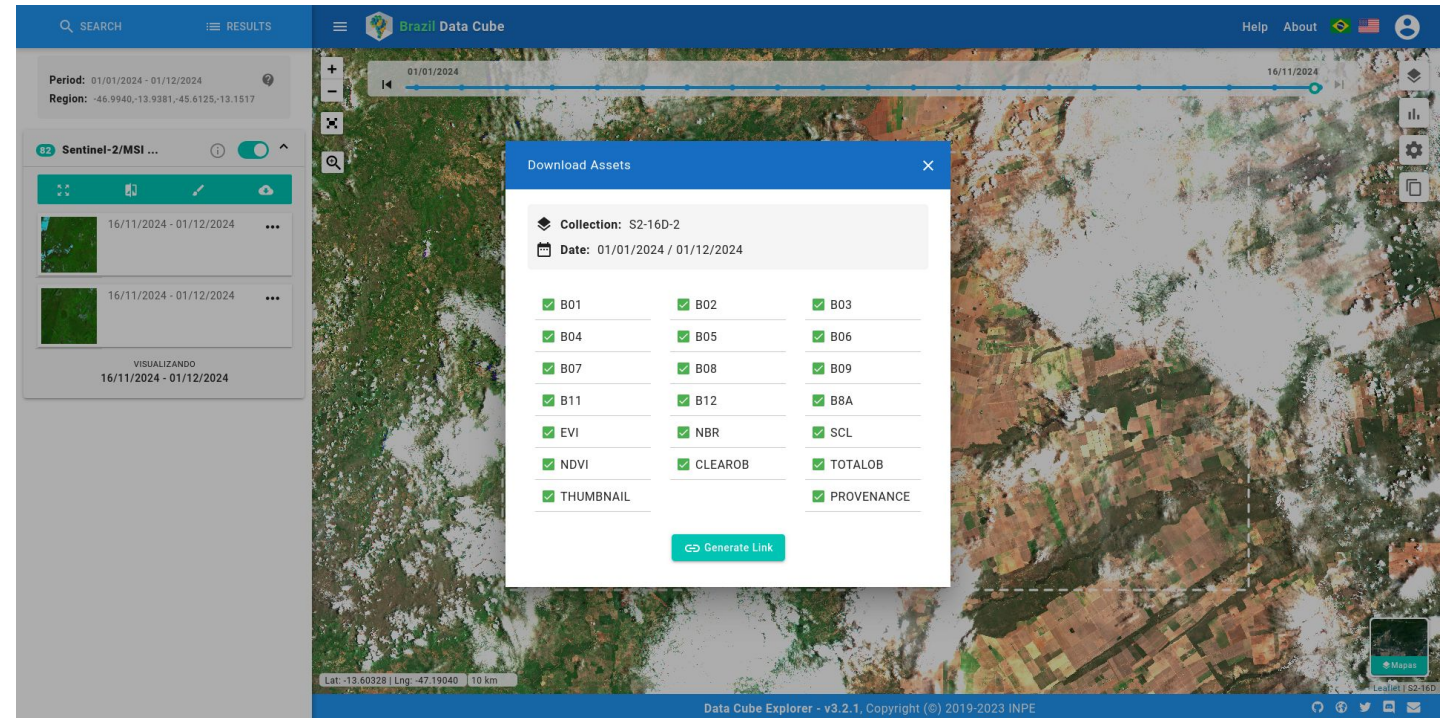 SEARCH
RESULTS
Brazil Data Cube
Help
About
Period: 01/01/2024 - 01/12/2024
Region: -46.9940,-13.9381,-45.6125,-13.1517
82 Sentinel-2/MSI ...
16/11/2024 - 01/12/2024
16/11/2024 - 01/12/2024
VISUALIZANDO
16/11/2024 - 01/12/2024
+
−
01/01/2024
16/11/2024
Download Assets
Collection: S2-16D-2
Date: 01/01/2024 / 01/12/2024
B01 B02 B03
B04 B05 B06
B07 B08 B09
B11 B12 B8A
EVI NBR SCL
NDVI CLEAROB TOTALOB
THUMBNAIL PROVENANCE
Generate Link
Mapas
Lat: -13.60328 | Lng: -47.19040
10 km
Leaflet | S2-16D
Data Cube Explorer - v3.2.1, Copyright (©) 2019-2023 INPE